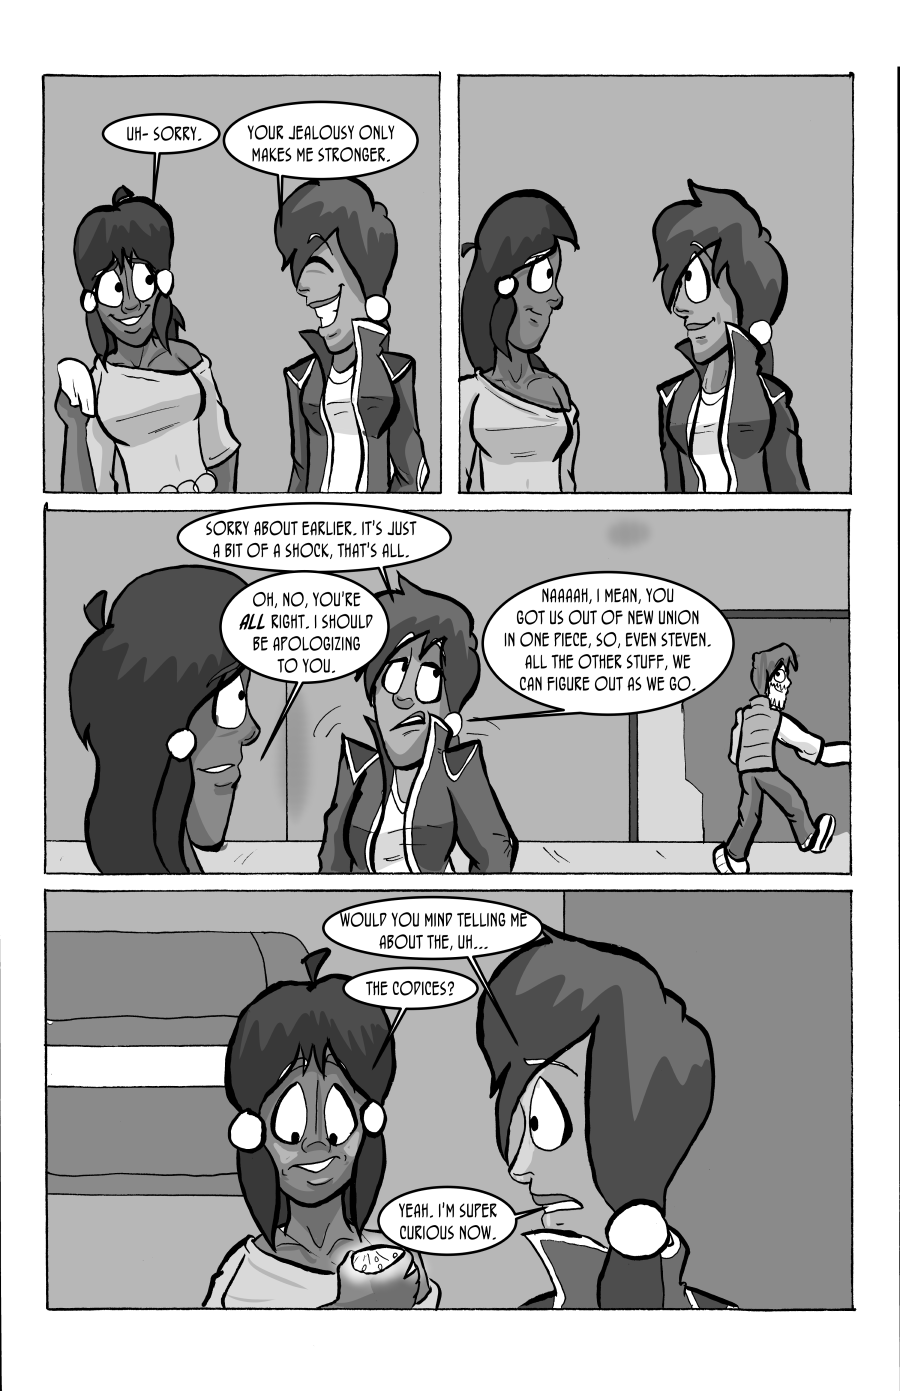 UH- SORRY.
YOUR JEALOUSY ONLY
MAKES ME STRONGER.
SORRY ABOUT EARLIER. IT'S JUST
A BIT OF A SHOCK, THAT'S ALL.
OH, NO, YOU'RE
ALL RIGHT. I SHOULD
BE APOLOGIZING
TO YOU.
NAAAAH, I MEAN, YOU
GOT US OUT OF NEW UNION
IN ONE PIECE, SO, EVEN STEVEN.
ALL THE OTHER STUFF, WE
CAN FIGURE OUT AS WE GO.
WOULD YOU MIND TELLING ME
ABOUT THE, UH...
THE CODICES?
YEAH. I'M SUPER
CURIOUS NOW.